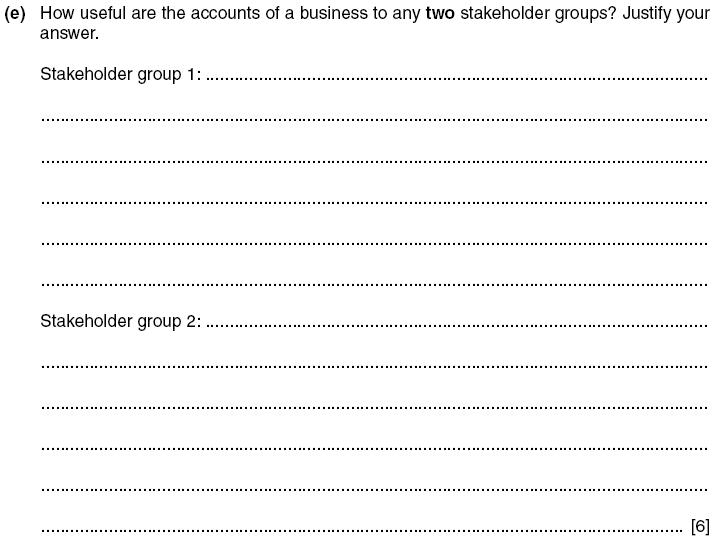 (e) How useful are the accounts of a business to any two stakeholder groups? Justify your
answer.
Stakeholder group 1: ....................................................................................................
....................................................................................................
....................................................................................................
....................................................................................................
....................................................................................................
....................................................................................................
Stakeholder group 2: ....................................................................................................
....................................................................................................
....................................................................................................
....................................................................................................
....................................................................................................
.................................................................................................... [6]